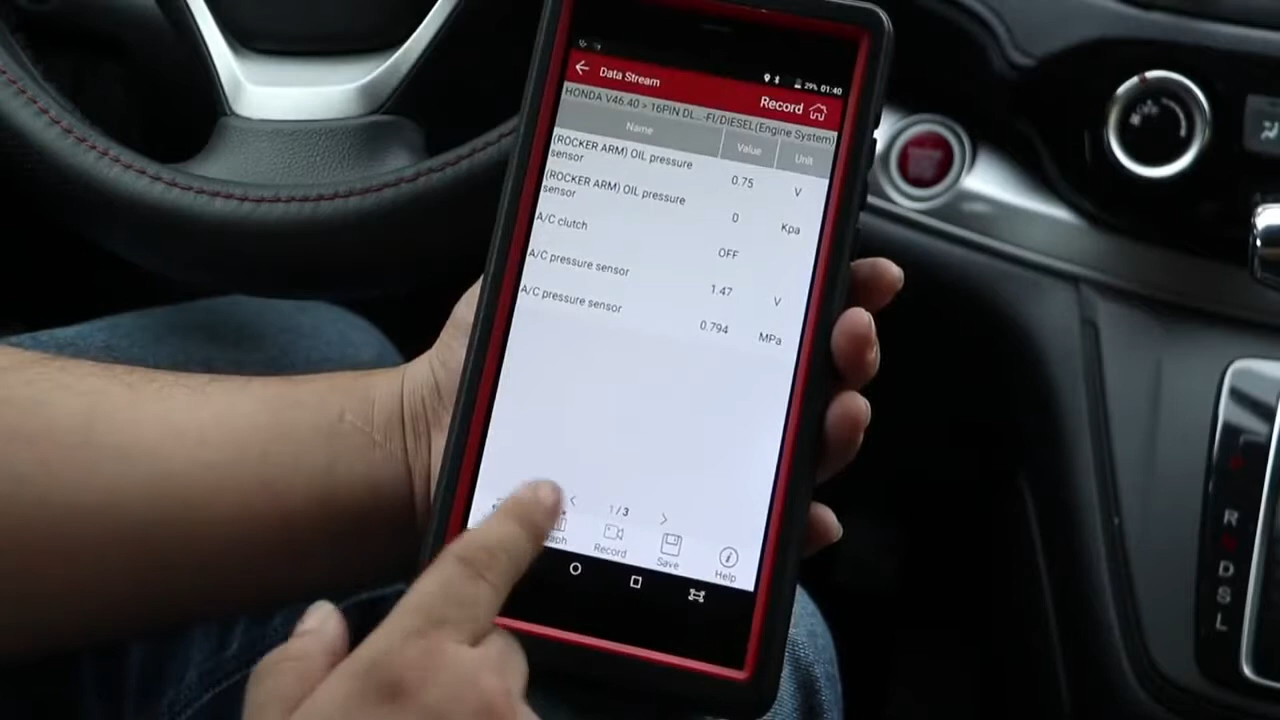 29% 01:40
Data Stream
Record
HONDA V46.40 > 16PIN DL...-FI/DIESEL(Engine System)
Name Value Unit
(ROCKER ARM) OIL pressure
sensor 0.75 V
(ROCKER ARM) OIL pressure
sensor 0 Kpa
A/C clutch OFF
A/C pressure sensor 1.47 V
A/C pressure sensor 0.794 MPa
< 1/3 >
aph Record Save Help
P
R
N
D
S
L